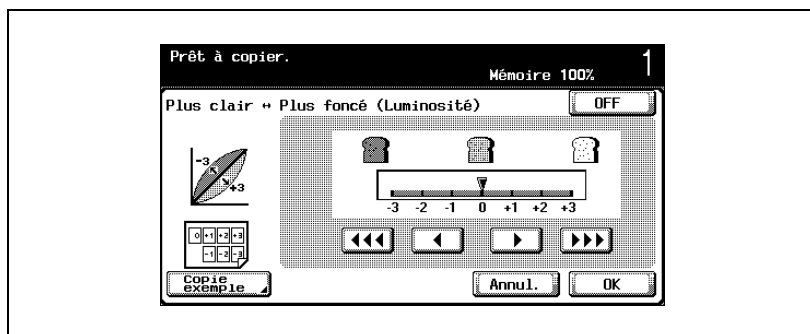 Prêt à copier.
1
Mémoire 100%
Plus clair ↔ Plus foncé (Luminosité)
OFF
-3
+3
-3 -2 -1 0 +1 +2 +3
0 +1 +2 +3
-1 -2 -3
Copie
exemple
Annul.
OK